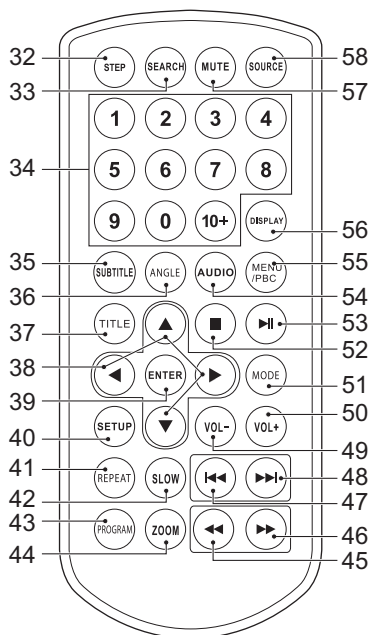 32 STEP SEARCH MUTE SOURCE 58
33 57
1 2 3 4
34 5 6 7 8
9 0 10+ DISPLAY
56
35 SUBTITLE ANGLE AUDIO MENU/PBC 55
36 54
37 TITLE 53
38 52
39 ENTER MODE 51
40 SETUP VOL- VOL+ 50
49
41 REPEAT SLOW 48
42 47
43 PROGRAM ZOOM 46
44 45